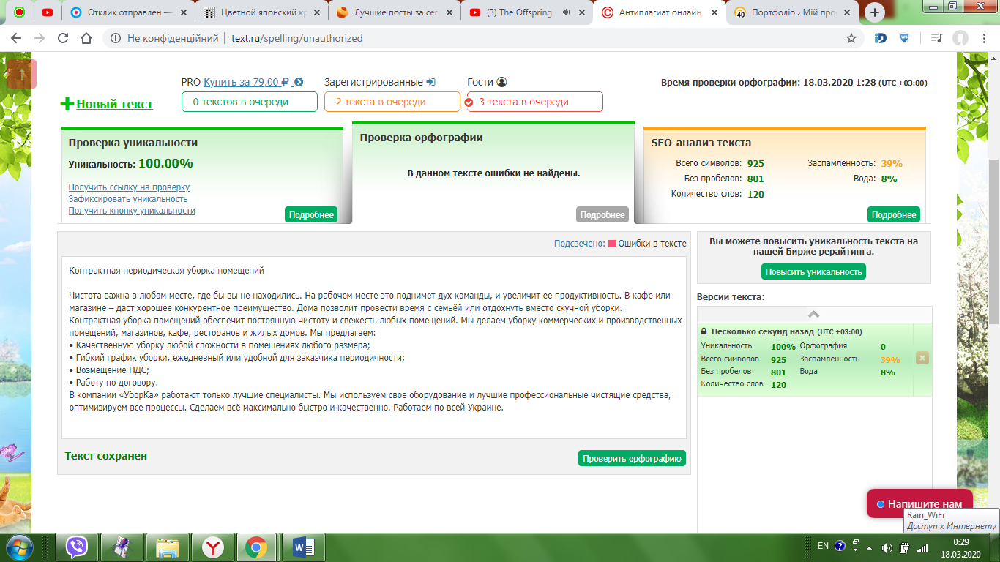 Отклик отправлен —
Цветной японский кр
Лучшие посты за сего
(3) The Offspring
Антиплагиат онлайн,
40
Портфоліо › Мій про
Не конфіденційний
text.ru/spelling/unauthorized
PRO Купить за 79,00 ₽
Зарегистрированные
Гости
Время проверки орфографии: 18.03.2020 1:28 (UTC +03:00)
Новый текст
0 текстов в очереди
2 текста в очереди
3 текста в очереди
Проверка уникальности
Уникальность: 100.00%
Получить ссылку на проверку
Зафиксировать уникальность
Получить кнопку уникальности
Подробнее
Проверка орфографии
В данном тексте ошибки не найдены.
Подробнее
SEO-анализ текста
Всего символов: 925
Заспамленность: 39%
Без пробелов: 801
Вода: 8%
Количество слов: 120
Подробнее
Подсвечено: Ошибки в тексте
Контрактная периодическая уборка помещений
Чистота важна в любом месте, где бы вы не находились. На рабочем месте это поднимет дух команды, и увеличит ее продуктивность. В кафе или
магазине – даст хорошее конкурентное преимущество. Дома позволит провести время с семьёй или отдохнуть вместо скучной уборки.
Контрактная уборка помещений обеспечит постоянную чистоту и свежесть любых помещений. Мы делаем уборку коммерческих и производственных
помещений, магазинов, кафе, ресторанов и жилых домов. Мы предлагаем:
• Качественную уборку любой сложности в помещениях любого размера;
• Гибкий график уборки, ежедневный или удобной для заказчика периодичности;
• Возмещение НДС;
• Работу по договору.
В компании «УборКа» работают только лучшие специалисты. Мы используем свое оборудование и лучшие профессиональные чистящие средства,
оптимизируем все процессы. Сделаем всё максимально быстро и качественно. Работаем по всей Украине.
Текст сохранен
Проверить орфографию
Вы можете повысить уникальность текста на
нашей Бирже рерайтинга.
Повысить уникальность
Версии текста:
Несколько секунд назад (UTC +03:00)
Уникальность 100% Орфография 0
Всего символов 925 Заспамленность 39%
Без пробелов 801 Вода 8%
Количество слов 120
Напишите нам
Rain_WiFi
Доступ к Интернету
EN
0:29
18.03.2020